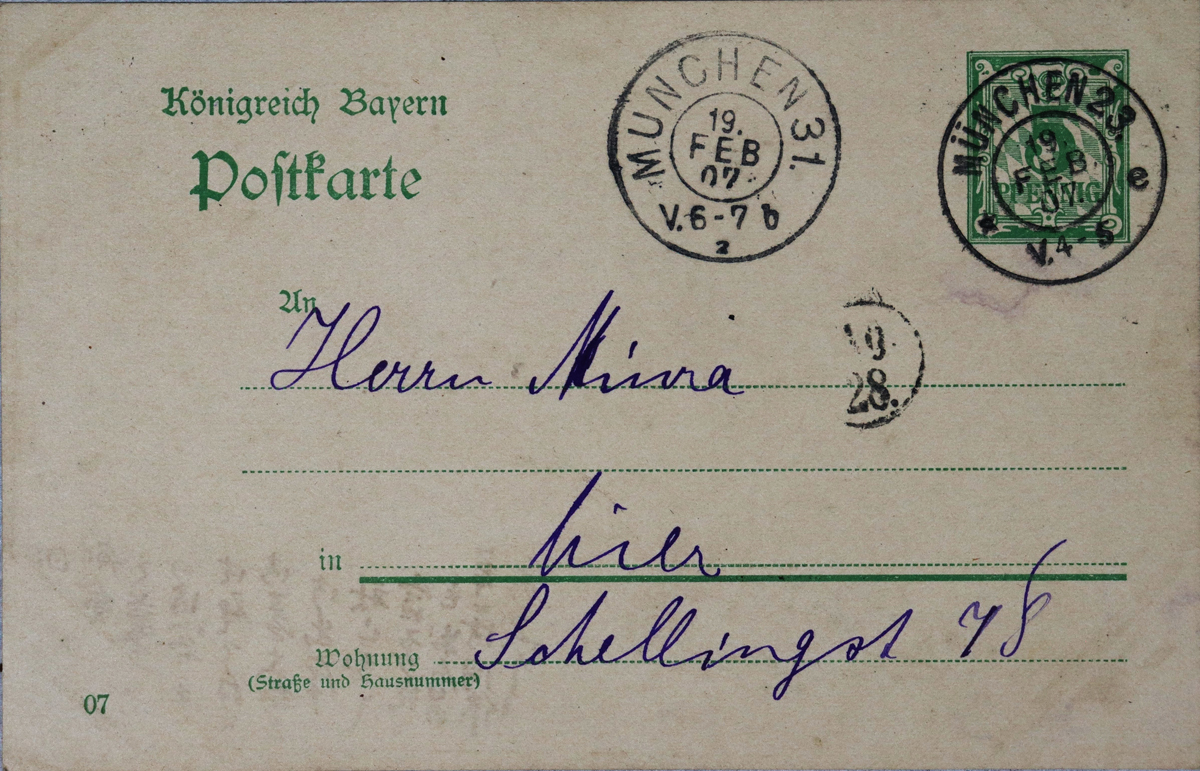 Königreich Bayern
Postkarte
MÜNCHEN 31.
19.
FEB
07
V.6-7 b
2
MÜNCHEN 23.
19.
FEB.
07.
PFENNIG
e
V.4-5
An
Herrn Miura
19.
28.
in
hier
Wohnung
Schellingst 78
(Straße und Hausnummer)
07